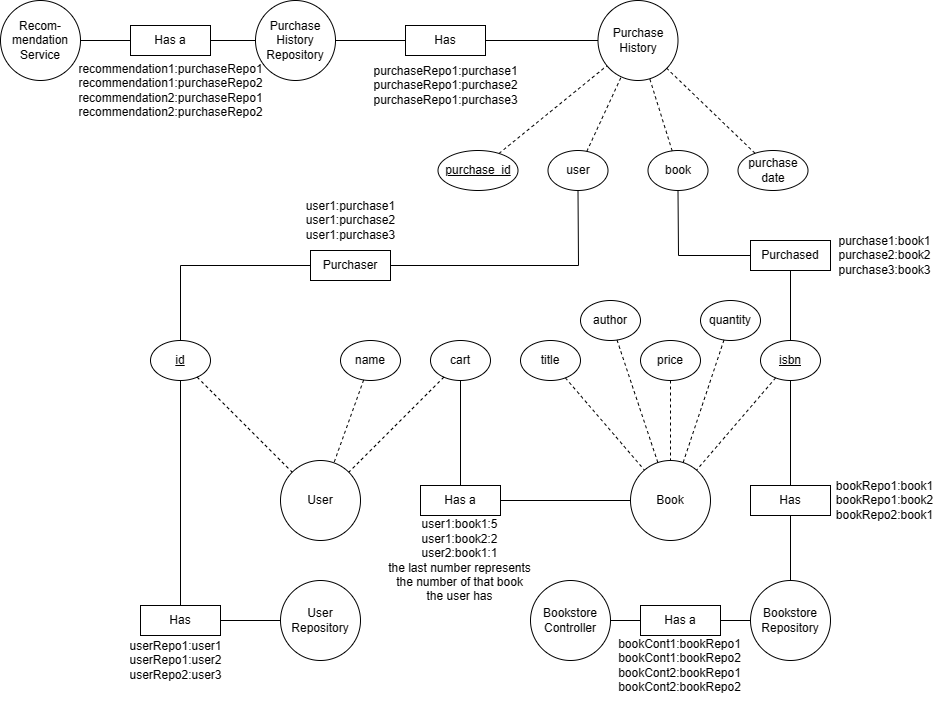 Recom-
mendation
Service
Has a
Purchase
History
Repository
Has
Purchase
History
recommendation1:purchaseRepo1
recommendation1:purchaseRepo2
recommendation2:purchaseRepo1
recommendation2:purchaseRepo2
purchaseRepo1:purchase1
purchaseRepo1:purchase2
purchaseRepo1:purchase3
purchase_id
user
book
purchase
date
user1:purchase1
user1:purchase2
user1:purchase3
Purchaser
Purchased
purchase1:book1
purchase2:book2
purchase3:book3
author
quantity
id
name
cart
title
price
isbn
User
Has a
Book
Has
bookRepo1:book1
bookRepo1:book2
bookRepo2:book1
user1:book1:5
user1:book2:2
user2:book1:1
the last number represents
the number of that book
the user has
Has
User
Repository
Bookstore
Controller
Has a
Bookstore
Repository
userRepo1:user1
userRepo1:user2
userRepo2:user3
bookCont1:bookRepo1
bookCont1:bookRepo2
bookCont2:bookRepo1
bookCont2:bookRepo2